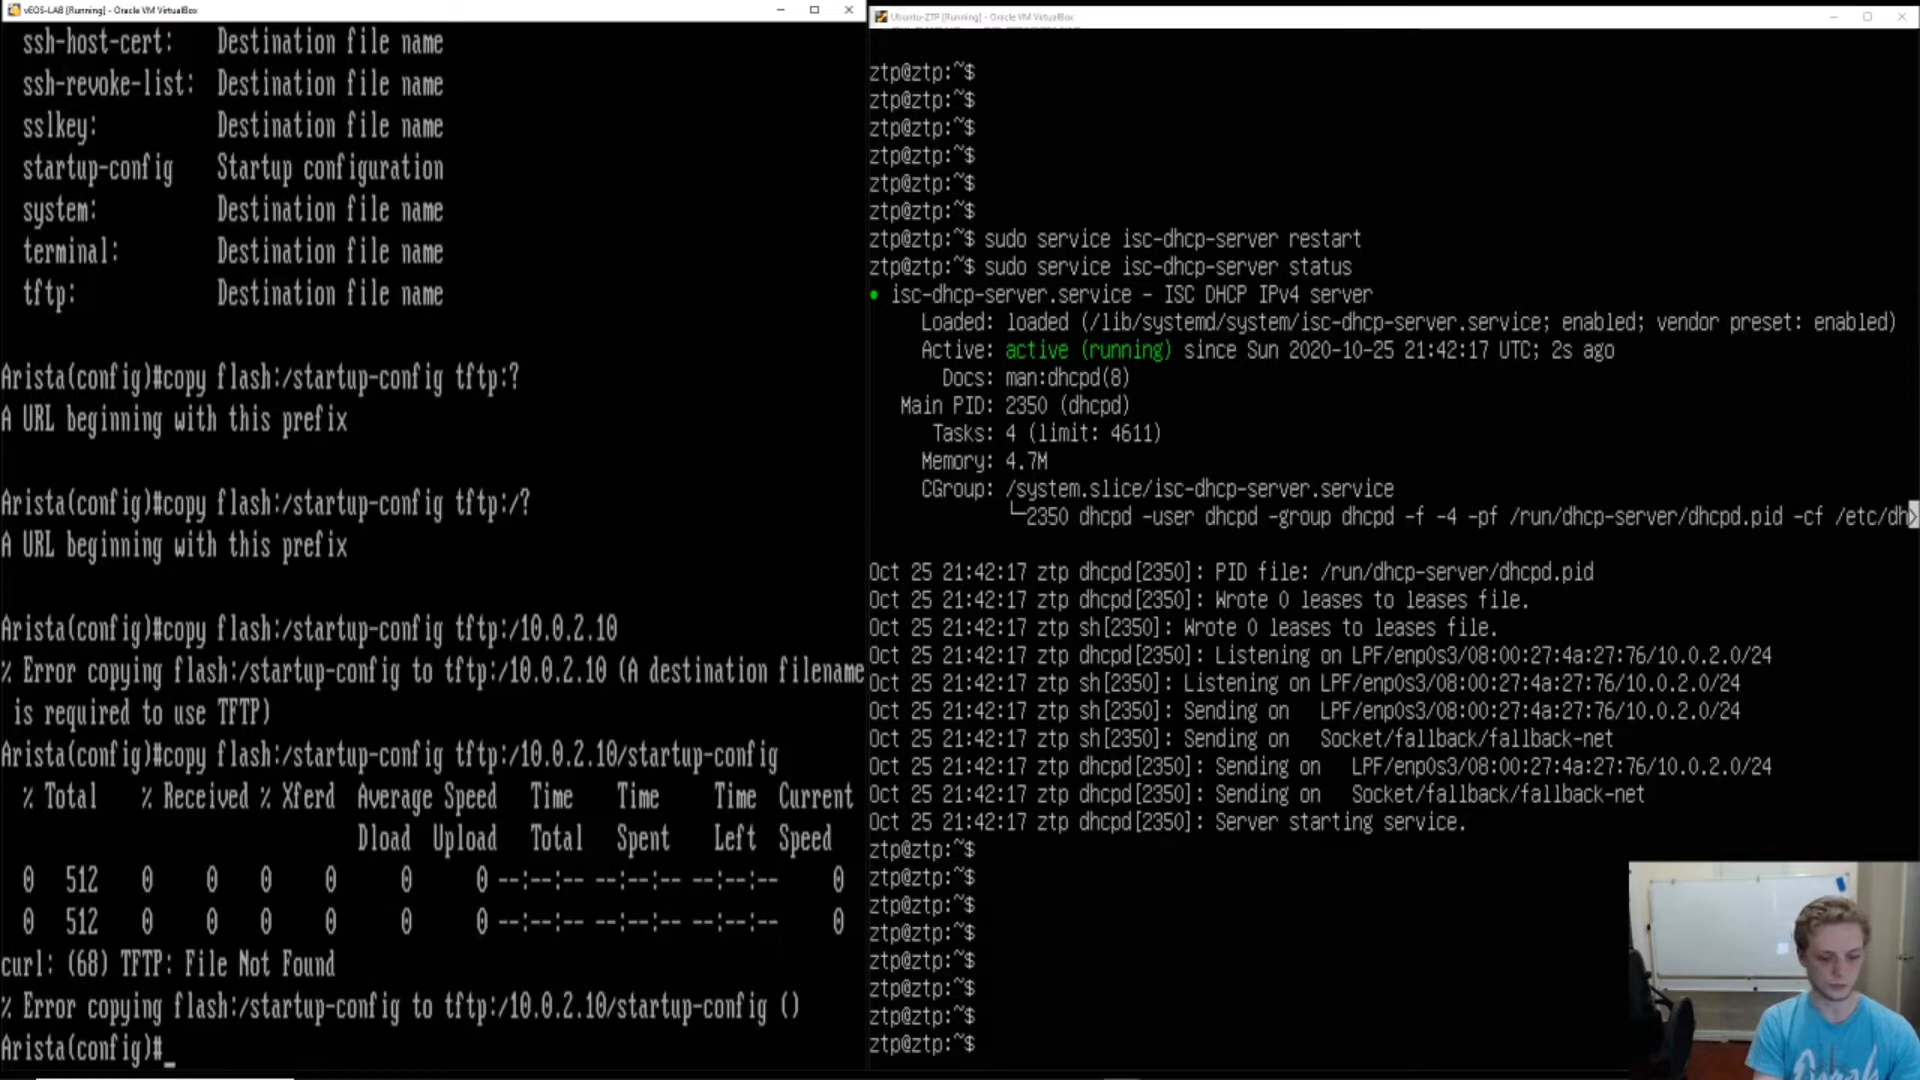 vEOS-LAB [Running] - Oracle VM VirtualBox
ssh-host-cert: Destination file name
ssh-revoke-list: Destination file name
sslkey: Destination file name
startup-config Startup configuration
system: Destination file name
terminal: Destination file name
tftp: Destination file name
Arista(config)#copy flash:/startup-config tftp:?
A URL beginning with this prefix
Arista(config)#copy flash:/startup-config tftp:/?
A URL beginning with this prefix
Arista(config)#copy flash:/startup-config tftp:/10.0.2.10
% Error copying flash:/startup-config to tftp:/10.0.2.10 (A destination filename
is required to use TFTP)
Arista(config)#copy flash:/startup-config tftp:/10.0.2.10/startup-config
% Total % Received % Xferd Average Speed Time Time Time Current
Dload Upload Total Spent Left Speed
0 512 0 0 0 0 0 0 --:--:-- --:--:-- --:--:-- 0
0 512 0 0 0 0 0 0 --:--:-- --:--:-- --:--:-- 0
curl: (68) TFTP: File Not Found
% Error copying flash:/startup-config to tftp:/10.0.2.10/startup-config ()
Arista(config)#_
Ubuntu-ZTP [Running] - Oracle VM VirtualBox
ztp@ztp:~$
ztp@ztp:~$
ztp@ztp:~$
ztp@ztp:~$
ztp@ztp:~$
ztp@ztp:~$
ztp@ztp:~$ sudo service isc-dhcp-server restart
ztp@ztp:~$ sudo service isc-dhcp-server status
● isc-dhcp-server.service - ISC DHCP IPv4 server
Loaded: loaded (/lib/systemd/system/isc-dhcp-server.service; enabled; vendor preset: enabled)
Active: active (running) since Sun 2020-10-25 21:42:17 UTC; 2s ago
Docs: man:dhcpd(8)
Main PID: 2350 (dhcpd)
Tasks: 4 (limit: 4611)
Memory: 4.7M
CGroup: /system.slice/isc-dhcp-server.service
└─2350 dhcpd -user dhcpd -group dhcpd -f -4 -pf /run/dhcp-server/dhcpd.pid -cf /etc/dh>
Oct 25 21:42:17 ztp dhcpd[2350]: PID file: /run/dhcp-server/dhcpd.pid
Oct 25 21:42:17 ztp dhcpd[2350]: Wrote 0 leases to leases file.
Oct 25 21:42:17 ztp sh[2350]: Wrote 0 leases to leases file.
Oct 25 21:42:17 ztp dhcpd[2350]: Listening on LPF/enp0s3/08:00:27:4a:27:76/10.0.2.0/24
Oct 25 21:42:17 ztp sh[2350]: Listening on LPF/enp0s3/08:00:27:4a:27:76/10.0.2.0/24
Oct 25 21:42:17 ztp sh[2350]: Sending on   LPF/enp0s3/08:00:27:4a:27:76/10.0.2.0/24
Oct 25 21:42:17 ztp sh[2350]: Sending on   Socket/fallback/fallback-net
Oct 25 21:42:17 ztp dhcpd[2350]: Sending on   LPF/enp0s3/08:00:27:4a:27:76/10.0.2.0/24
Oct 25 21:42:17 ztp dhcpd[2350]: Sending on   Socket/fallback/fallback-net
Oct 25 21:42:17 ztp dhcpd[2350]: Server starting service.
ztp@ztp:~$
ztp@ztp:~$
ztp@ztp:~$
ztp@ztp:~$
ztp@ztp:~$
ztp@ztp:~$
ztp@ztp:~$
ztp@ztp:~$